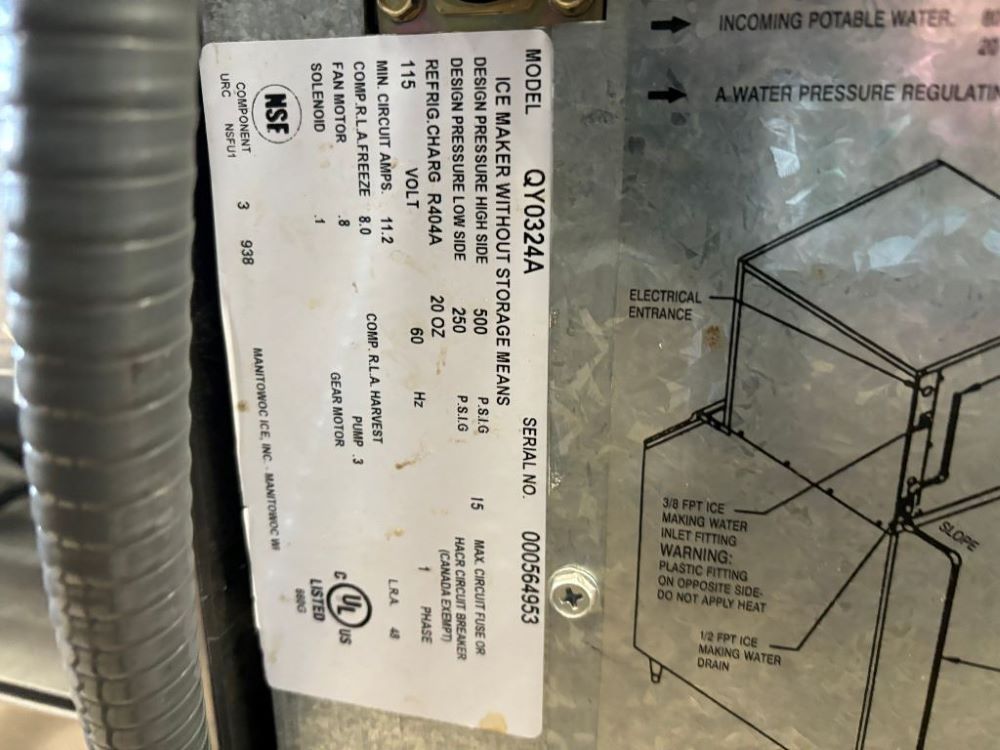 MODEL QY0324A SERIAL NO. 000564953
ICE MAKER WITHOUT STORAGE MEANS
DESIGN PRESSURE HIGH SIDE 500 P.S.I.G 15 MAX. CIRCUIT FUSE OR
DESIGN PRESSURE LOW SIDE 250 P.S.I.G HACR CIRCUIT BREAKER
REFRIG.CHARG R404A 20 OZ (CANADA EXEMPT)
115 VOLT 60 Hz 1 PHASE
MIN. CIRCUIT AMPS. 11.2
COMP.R.L.A.FREEZE 8.0 COMP. R.L.A. HARVEST L.R.A. 48
FAN MOTOR .8 PUMP .3
SOLENOID .1 GEAR MOTOR
NSF
C UL US
LISTED
COMPONENT 3 938
URC NSFU1
MANITOWOC ICE, INC. - MANITOWOC WI
INCOMING POTABLE WATER:
20
A WATER PRESSURE
ELECTRICAL
ENTRANCE
3/8 FPT ICE
MAKING WATER
INLET FITTING
WARNING:
PLASTIC FITTING
ON OPPOSITE SIDE-
DO NOT APPLY HEAT
SLOPE
1/2 FPT ICE
MAKING WATER
DRAIN